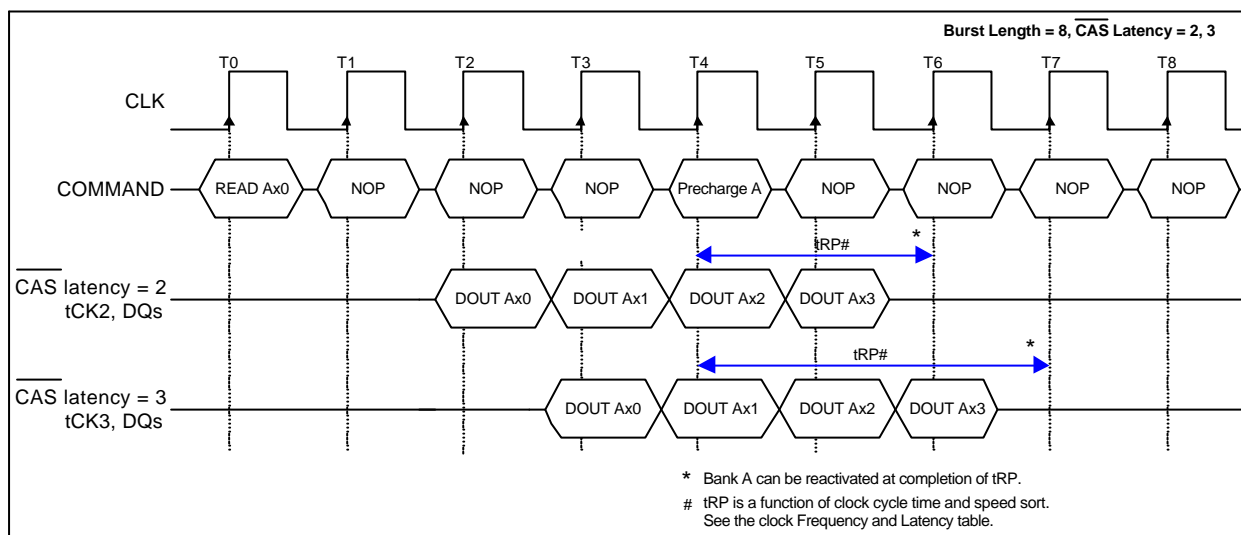 Burst Length = 8, CAS Latency = 2, 3
T0 T1 T2 T3 T4 T5 T6 T7 T8
CLK
COMMAND READ Ax0 NOP NOP NOP Precharge A NOP NOP NOP NOP
*
tRP#
CAS latency = 2
tCK2, DQs
DOUT Ax0 DOUT Ax1 DOUT Ax2 DOUT Ax3
*
tRP#
CAS latency = 3
tCK3, DQs
DOUT Ax0 DOUT Ax1 DOUT Ax2 DOUT Ax3
* Bank A can be reactivated at completion of tRP.
# tRP is a function of clock cycle time and speed sort.
See the clock Frequency and Latency table.